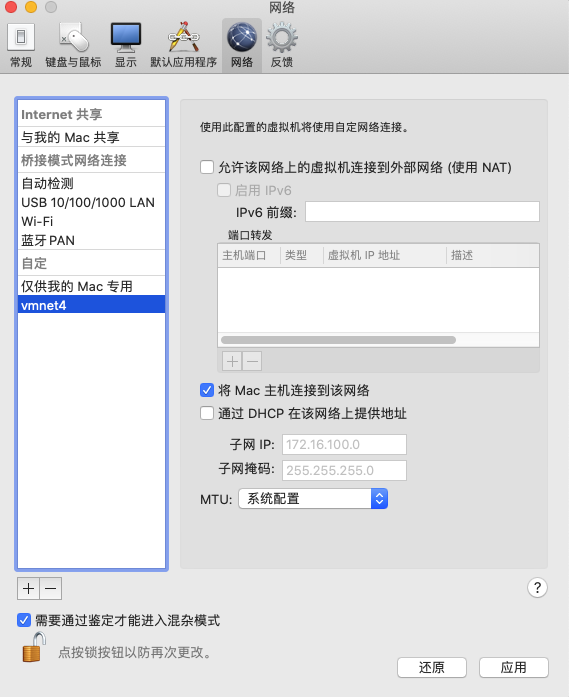 网络
常规 键盘与鼠标 显示 默认应用程序 网络 反馈
Internet 共享
与我的 Mac 共享
桥接模式网络连接
自动检测
USB 10/100/1000 LAN
Wi-Fi
蓝牙 PAN
自定
仅供我的 Mac 专用
vmnet4
使用此配置的虚拟机将使用自定网络连接。
允许该网络上的虚拟机连接到外部网络 (使用 NAT)
启用 IPv6
IPv6 前缀:
端口转发
主机端口 类型 虚拟机 IP 地址 描述
+ −
将 Mac 主机连接到该网络
通过 DHCP 在该网络上提供地址
子网 IP: 172.16.100.0
子网掩码: 255.255.255.0
MTU: 系统配置
+ −
?
需要通过鉴定才能进入混杂模式
点按锁按钮以防再次更改。
还原 应用